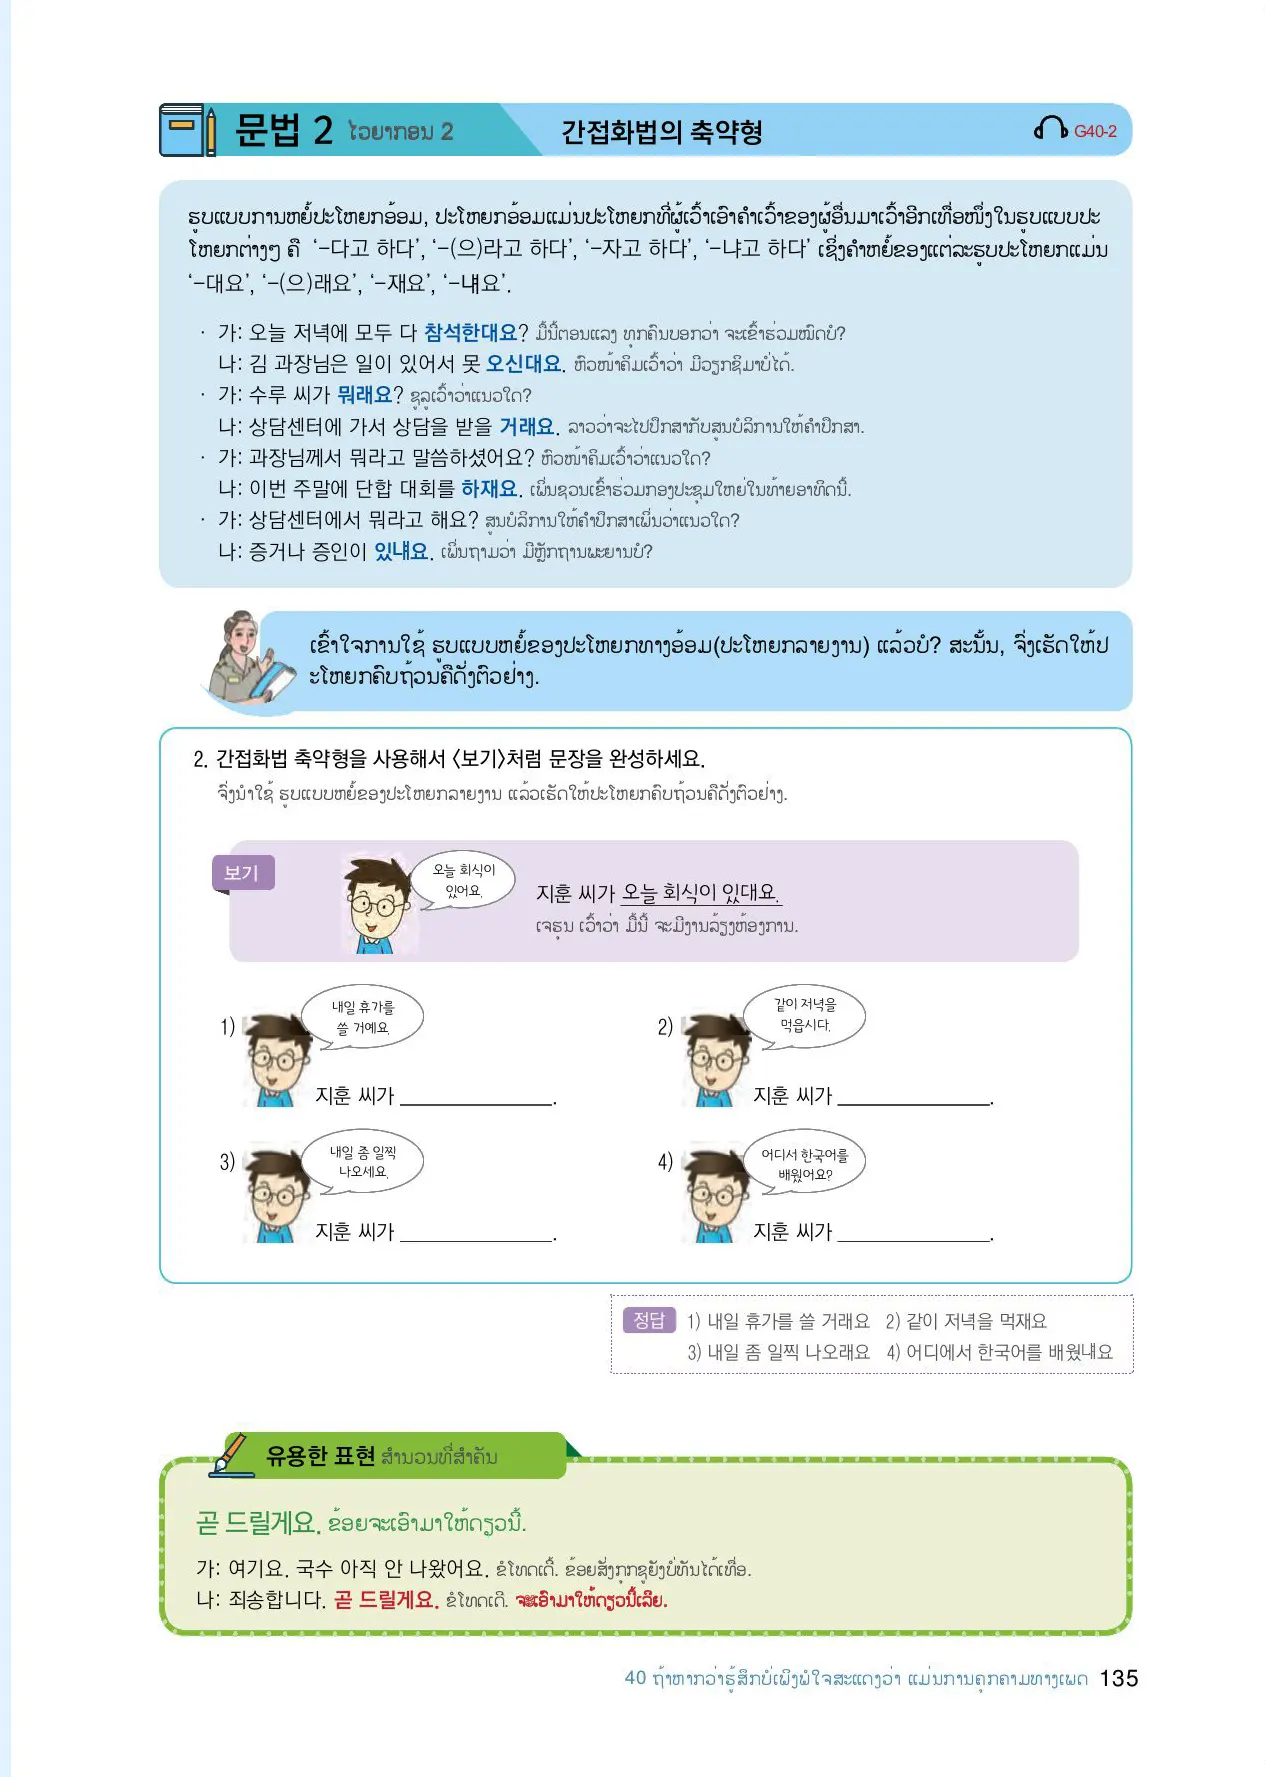 문법 2 ໄວຍາກອນ 2 간접화법의 축약형 G40-2
ຮູບແບບການຫຍໍ້ປະໂຫຍກອ້ອມ, ປະໂຫຍກອ້ອມແມ່ນປະໂຫຍກທີ່ຜູ້ເວົ້າເອົາຄຳເວົ້າຂອງຜູ້ອື່ນມາເວົ້າອີກເທື່ອໜຶ່ງໃນຮູບແບບປະ
ໂຫຍກຕ່າງໆ ຄື ‘-다고 하다’, ‘-(으)라고 하다’, ‘-자고 하다’, ‘-냐고 하다’ ເຊິ່ງຄຳຫຍໍ້ຂອງແຕ່ລະຮູບປະໂຫຍກແມ່ນ
‘-대요’, ‘-(으)래요’, ‘-재요’, ‘-냬요’.
· 가: 오늘 저녁에 모두 다 참석한대요? ມື້ນີ້ຕອນແລງ ທຸກຄົນບອກວ່າ ຈະເຂົ້າຮ່ວມໝົດບໍ?
나: 김 과장님은 일이 있어서 못 오신대요. ຫົວໜ້າຄິມເວົ້າວ່າ ມີວຽກຊິມາບໍ່ໄດ້.
· 가: 수루 씨가 뭐래요? ຊູລູເວົ້າວ່າແນວໃດ?
나: 상담센터에 가서 상담을 받을 거래요. ລາວວ່າຈະໄປປຶກສາກັບສູນບໍລິການໃຫ້ຄຳປຶກສາ.
· 가: 과장님께서 뭐라고 말씀하셨어요? ຫົວໜ້າຄິມເວົ້າວ່າແນວໃດ?
나: 이번 주말에 단합 대회를 하재요. ເພິ່ນຊວນເຂົ້າຮ່ວມກອງປະຊຸມໃຫຍ່ໃນທ້າຍອາທິດນີ້.
· 가: 상담센터에서 뭐라고 해요? ສູນບໍລິການໃຫ້ຄຳປຶກສາເພິ່ນວ່າແນວໃດ?
나: 증거나 증인이 있냬요. ເພິ່ນຖາມວ່າ ມີຫຼັກຖານພະຍານບໍ?
ເຂົ້າໃຈການໃຊ້ ຮູບແບບຫຍໍ້ຂອງປະໂຫຍກທາງອ້ອມ(ປະໂຫຍກລາຍງານ) ແລ້ວບໍ? ສະນັ້ນ, ຈົ່ງເຮັດໃຫ້ປ
ະໂຫຍກຄົບຖ້ວນຄືດັ່ງຕົວຢ່າງ.
2. 간접화법 축약형을 사용해서 〈보기〉처럼 문장을 완성하세요.
ຈົ່ງນຳໃຊ້ ຮູບແບບຫຍໍ້ຂອງປະໂຫຍກລາຍງານ ແລ້ວເຮັດໃຫ້ປະໂຫຍກຄົບຖ້ວນຄືດັ່ງຕົວຢ່າງ.
보기
오늘 회식이
있어요.
지훈 씨가 오늘 회식이 있대요.
ເຈຮຸນ ເວົ້າວ່າ ມື້ນີ້ ຈະມີງານລ້ຽງຫ້ອງການ.
1)
내일 휴가를
쓸 거예요.
지훈 씨가 ______________.
2)
같이 저녁을
먹읍시다.
지훈 씨가 ______________.
3)
내일 좀 일찍
나오세요.
지훈 씨가 ______________.
4)
어디서 한국어를
배웠어요?
지훈 씨가 ______________.
정답 1) 내일 휴가를 쓸 거래요 2) 같이 저녁을 먹재요
3) 내일 좀 일찍 나오래요 4) 어디에서 한국어를 배웠냬요
유용한 표현 ສຳນວນທີ່ສຳຄັນ
곧 드릴게요. ຂ້ອຍຈະເອົາມາໃຫ້ດຽວນີ້.
가: 여기요. 국수 아직 안 나왔어요. ຂໍໂທດເດີ້. ຂ້ອຍສັ່ງກຸກຊູຍັງບໍ່ທັນໄດ້ເທື່ອ.
나: 죄송합니다. 곧 드릴게요. ຂໍໂທດເດີ. ຈະເອົາມາໃຫ້ດຽວນີ້ເລີຍ.
40 ຖ້າຫາກວ່າຮູ້ສຶກບໍ່ເພິງພໍໃຈສະແດງວ່າ ແມ່ນການຄຸກຄາມທາງເພດ 135